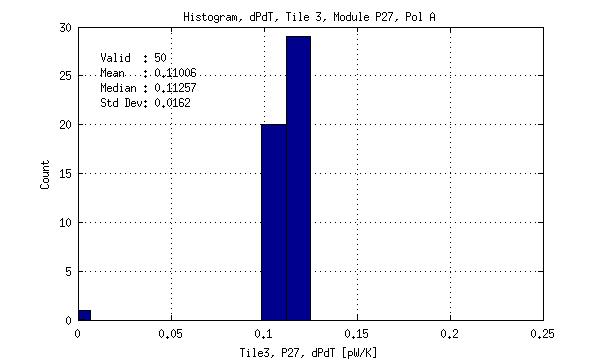 Histogram, dPdT, Tile 3, Module P27, Pol A
30
25
20
15
10
5
0
Count
Valid : 50
Mean : 0.11006
Median : 0.11257
Std Dev: 0.0162
0 0.05 0.1 0.15 0.2 0.25
Tile3, P27, dPdT [pW/K]